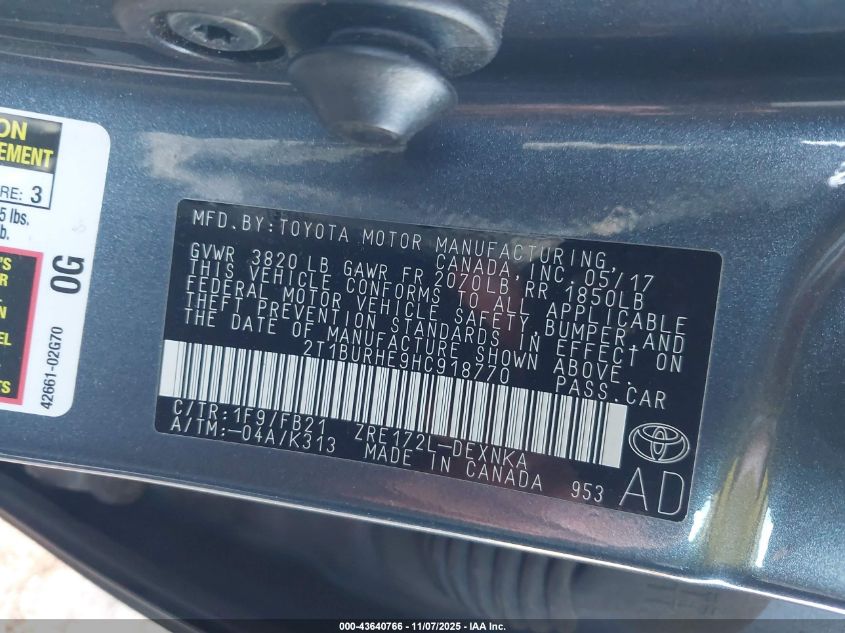 ON
EMENT
RE: 3
5 lbs.
b.
'S
R
N
EL
TS
0G
42661-02G70
MFD. BY: TOYOTA MOTOR MANUFACTURING,
CANADA, INC. 05/17
GVWR 3820 LB GAWR FR 2070LB RR 1850LB
THIS VEHICLE CONFORMS TO ALL APPLICABLE
FEDERAL MOTOR VEHICLE SAFETY, BUMPER, AND
THEFT PREVENTION STANDARDS IN EFFECT ON
THE DATE OF MANUFACTURE SHOWN ABOVE.
2T1BURHE9HC918770 PASS. CAR
C/TR: 1F9/FB21 ZRE172L-DEXNKA
A/TM: -04A/K313 MADE IN CANADA 953
AD
000-43640766 - 11/07/2025 - IAA Inc.